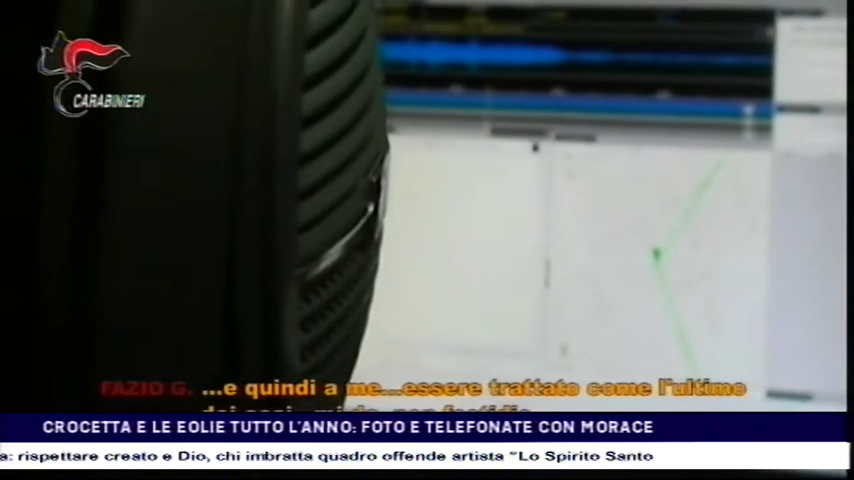 CARABINIERI
FAZIO G. ...e quindi a me...essere trattato come l'ultimo
CROCETTA E LE EOLIE TUTTO L'ANNO: FOTO E TELEFONATE CON MORACE
a: rispettare creato e Dio, chi imbratta quadro offende artista "Lo Spirito Santo